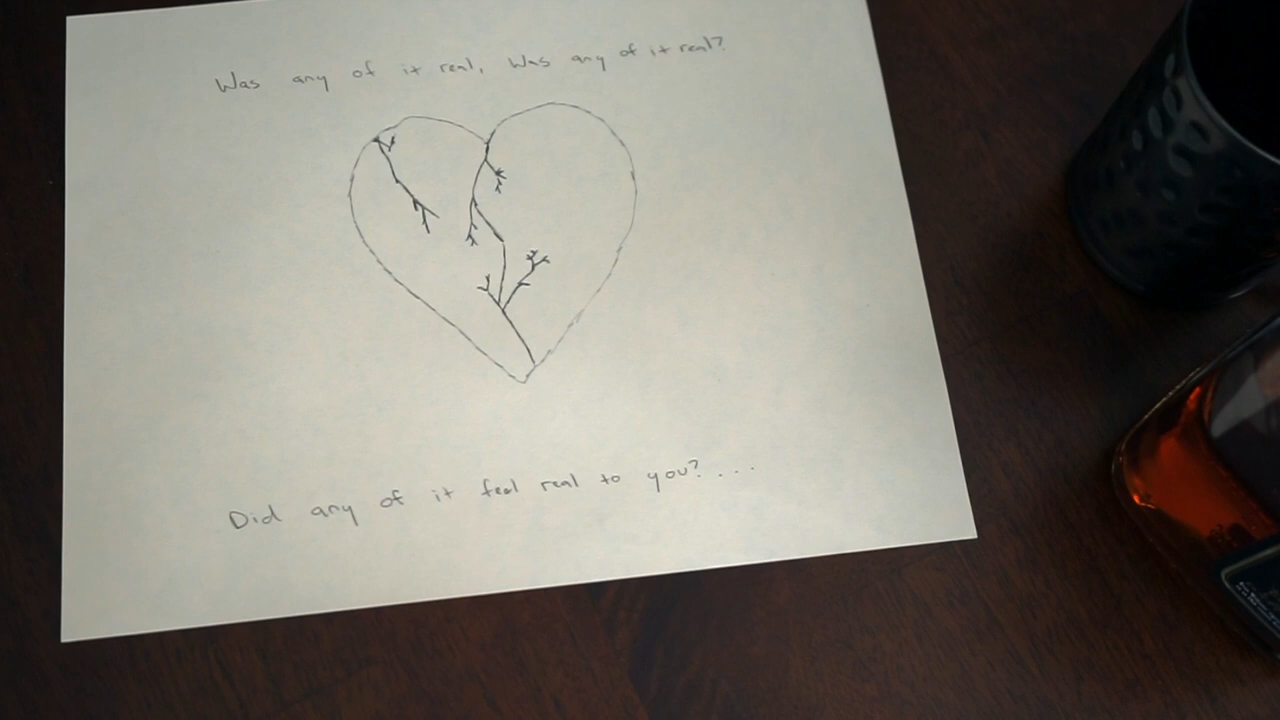 Was any of it real, Was any of it real?
Did any of it feel real to you? . . .